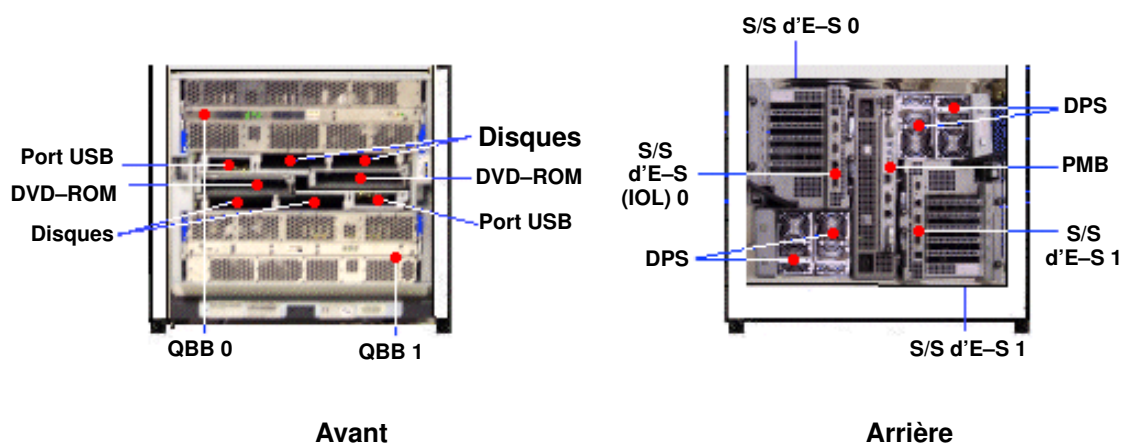 S/S d'E–S 0
Disques
Port USB
DVD–ROM
Disques
DVD–ROM
Port USB
QBB 0
QBB 1
S/S
d'E–S
(IOL) 0
DPS
DPS
PMB
S/S
d'E–S 1
S/S d'E–S 1
Avant
Arrière